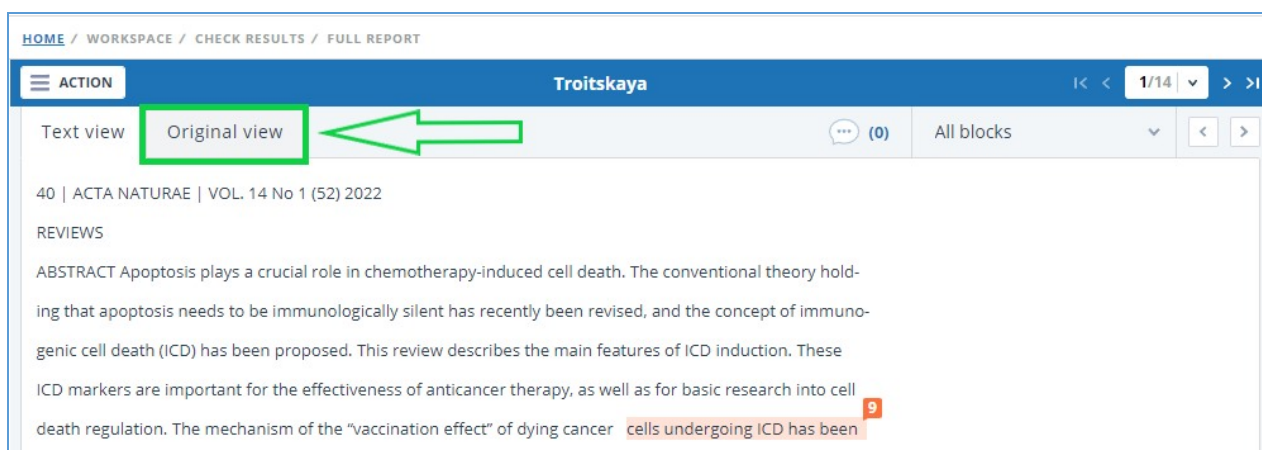 HOME / WORKSPACE / CHECK RESULTS / FULL REPORT
ACTION Troitskaya 1/14
Text view Original view (0) All blocks
40 | ACTA NATURAE | VOL. 14 No 1 (52) 2022
REVIEWS
ABSTRACT Apoptosis plays a crucial role in chemotherapy-induced cell death. The conventional theory hold-
ing that apoptosis needs to be immunologically silent has recently been revised, and the concept of immuno-
genic cell death (ICD) has been proposed. This review describes the main features of ICD induction. These
ICD markers are important for the effectiveness of anticancer therapy, as well as for basic research into cell
9
death regulation. The mechanism of the “vaccination effect” of dying cancer cells undergoing ICD has been